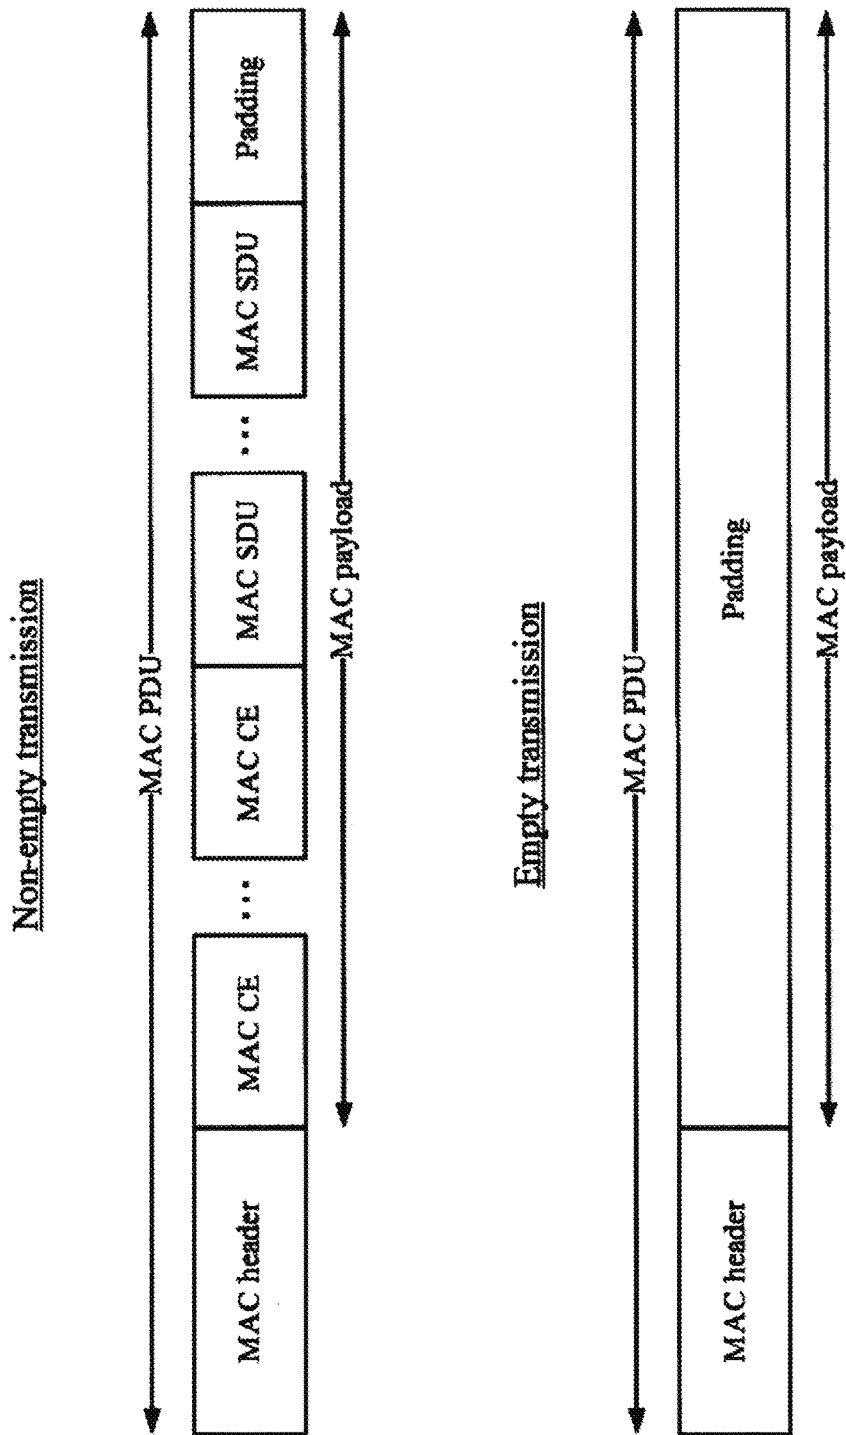 Non-empty transmission
MAC PDU
MAC header
MAC CE
...
MAC CE
MAC SDU
...
MAC SDU
Padding
MAC payload
Empty transmission
MAC PDU
MAC header
Padding
MAC payload